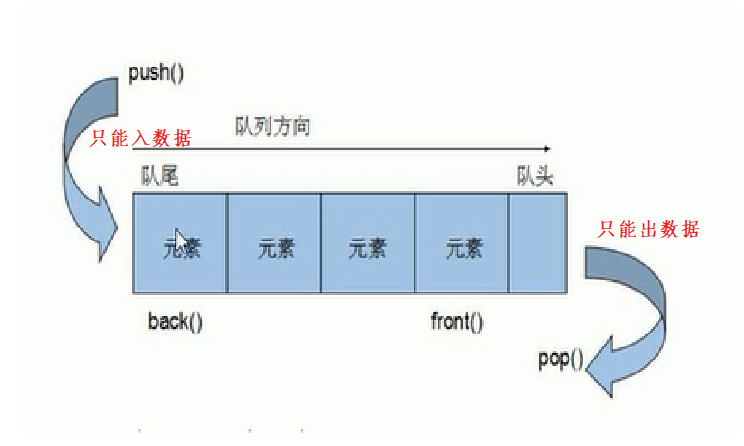 push()
只能入数据
队列方向
队尾
队头
只能出数据
元素
元素
元素
元素
back()
front()
pop()